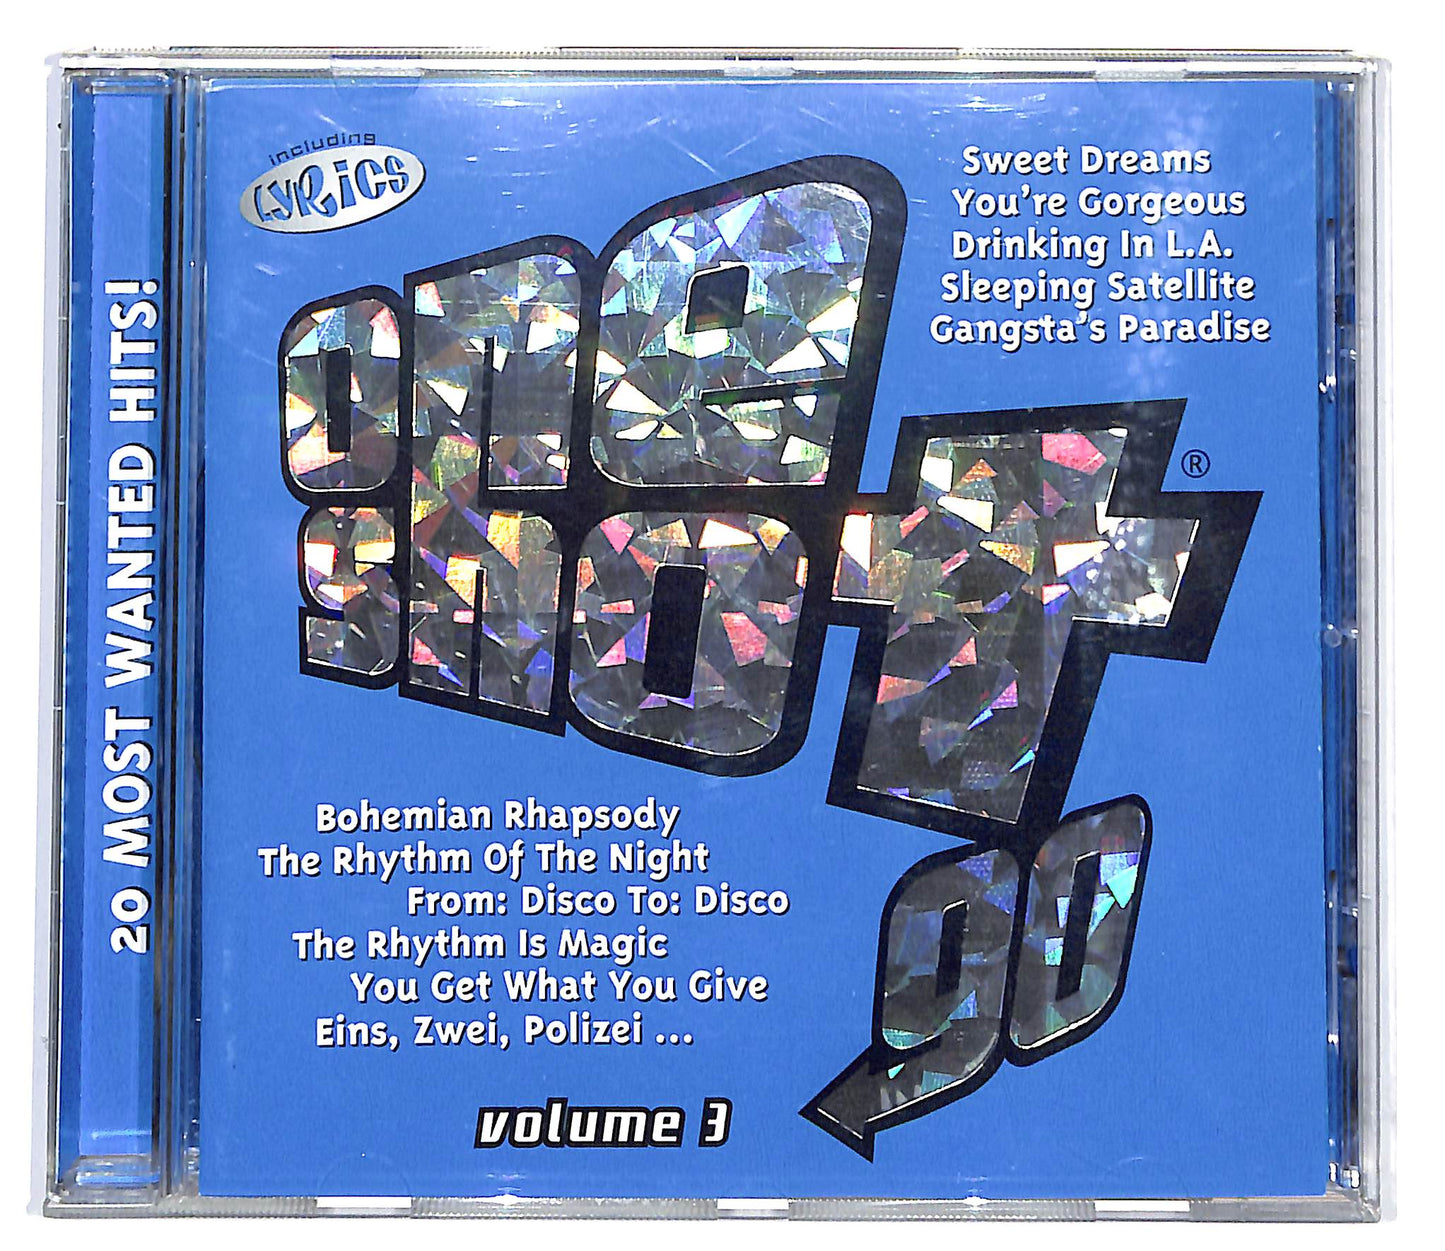 20 MOST WANTED HITS!
including
LYRiCS
Sweet Dreams
You're Gorgeous
Drinking In L.A.
Sleeping Satellite
Gangsta's Paradise
one
shot
®
90
Bohemian Rhapsody
The Rhythm Of The Night
From: Disco To: Disco
The Rhythm Is Magic
You Get What You Give
Eins, Zwei, Polizei ...
volume 3